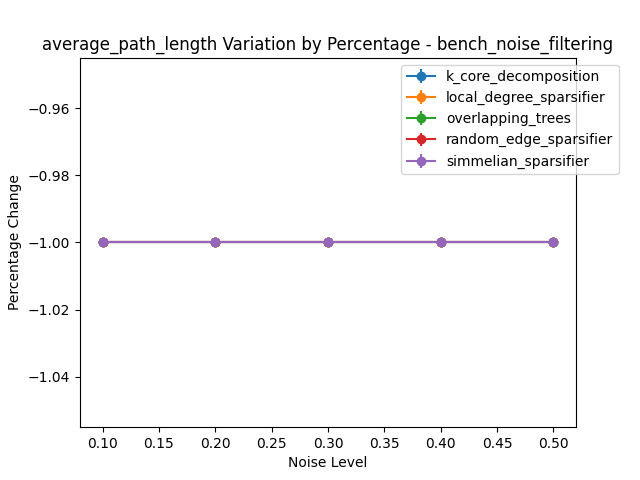 average_path_length Variation by Percentage - bench_noise_filtering
k_core_decomposition
local_degree_sparsifier
overlapping_trees
random_edge_sparsifier
simmelian_sparsifier
Percentage Change
−0.96
−0.98
−1.00
−1.02
−1.04
0.10 0.15 0.20 0.25 0.30 0.35 0.40 0.45 0.50
Noise Level